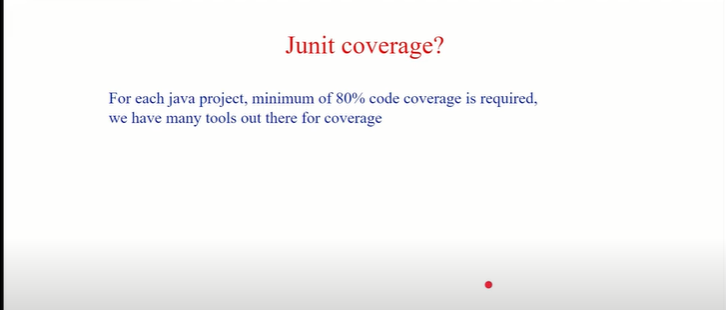 Junit coverage?
For each java project, minimum of 80% code coverage is required,
we have many tools out there for coverage